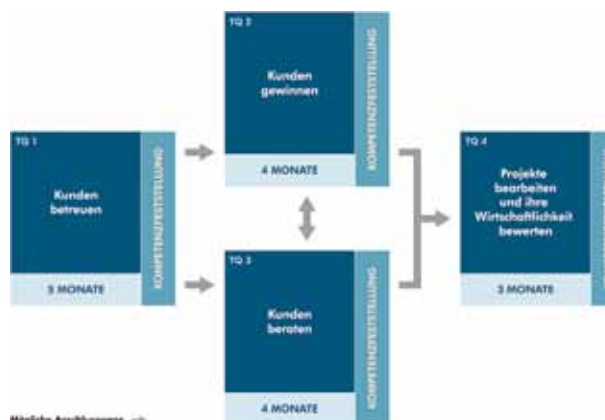 TQ 1
Kunden
betreuen
5 MONATE
KOMPETENZFESTSTELLUNG
TQ 2
Kunden
gewinnen
4 MONATE
KOMPETENZFESTSTELLUNG
TQ 3
Kunden
beraten
4 MONATE
KOMPETENZFESTSTELLUNG
TQ 4
Projekte
bearbeiten
und ihre
Wirtschaftlichkeit
bewerten
3 MONATE
Mögliche